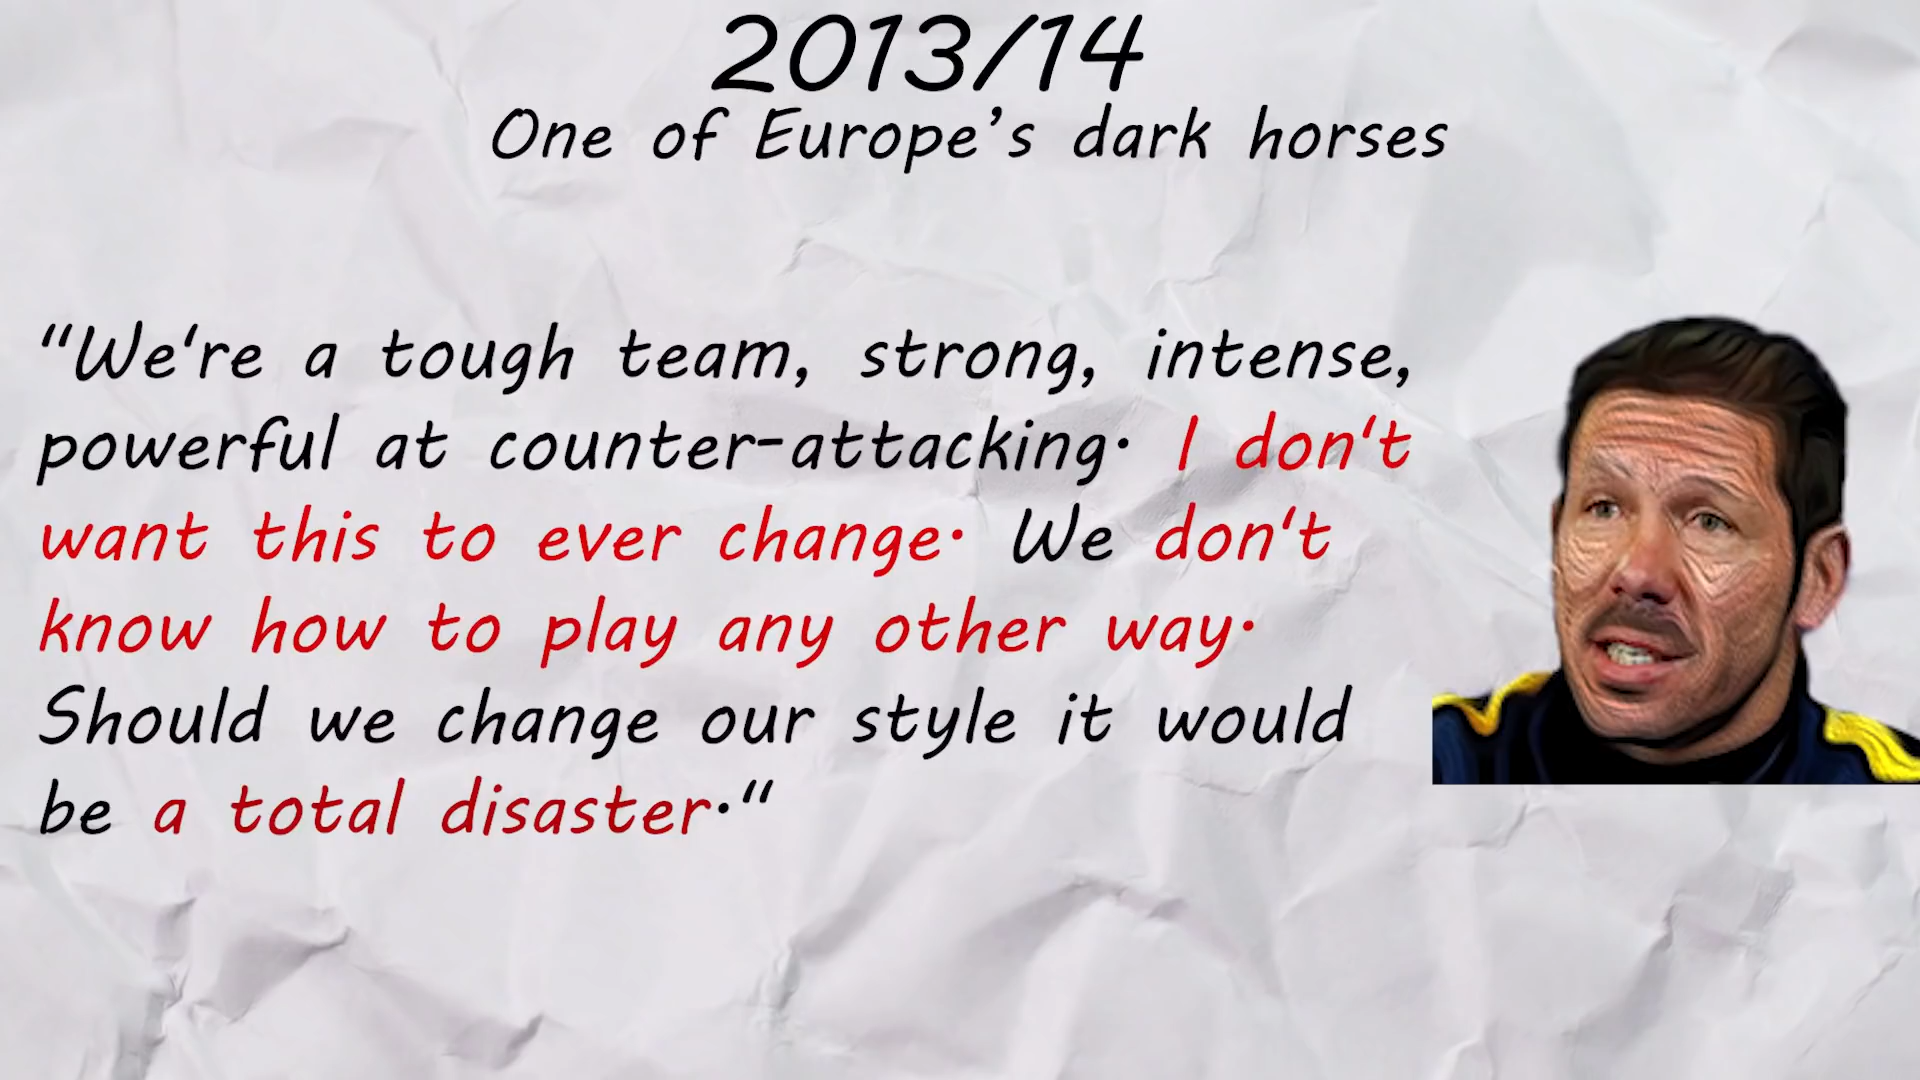 2013/14
One of Europe’s dark horses
“We‘re a tough team, strong, intense,
powerful at counter-attacking· I don‘t
want this to ever change· We don‘t
know how to play any other way·
Should we change our style it would
be a total disaster·“